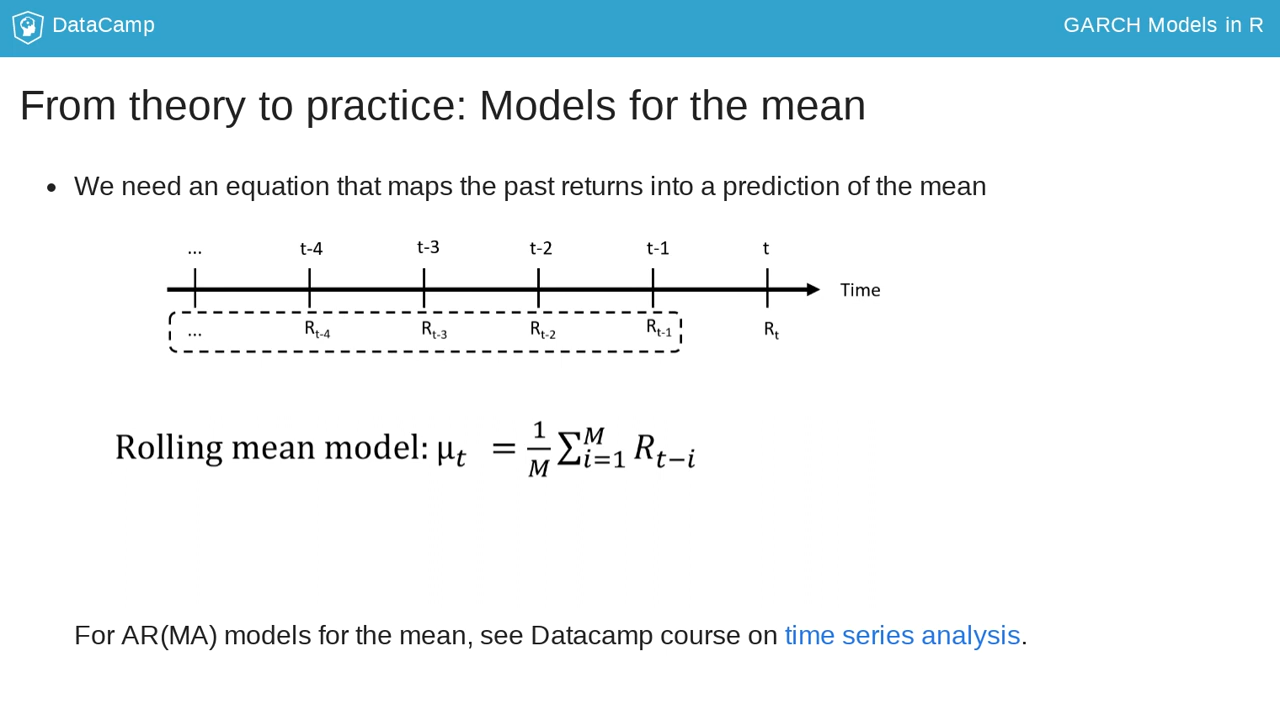 DataCamp GARCH Models in R
From theory to practice: Models for the mean
• We need an equation that maps the past returns into a prediction of the mean
... t-4 t-3 t-2 t-1 t
Time
... Rt-4 Rt-3 Rt-2 Rt-1 Rt
Rolling mean model: μt = 1/M ∑_{i=1}^{M} R_{t−i}
For AR(MA) models for the mean, see Datacamp course on time series analysis.